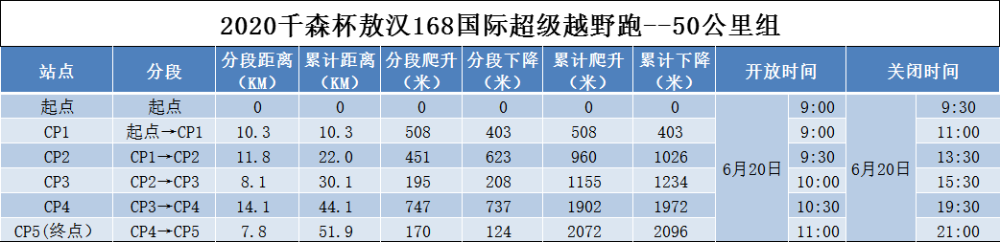 2020千森杯敖汉168国际超级越野跑--50公里组
站点 分段 分段距离（KM） 累计距离（KM） 分段爬升（米） 分段下降（米） 累计爬升（米） 累计下降（米） 开放时间 关闭时间
起点 起点 0 0 0 0 0 0 6月20日 9:00 6月20日 9:30
CP1 起点→CP1 10.3 10.3 508 403 508 403 9:00 11:00
CP2 CP1→CP2 11.8 22.0 451 623 960 1026 9:30 13:30
CP3 CP2→CP3 8.1 30.1 195 208 1155 1234 10:00 15:30
CP4 CP3→CP4 14.1 44.1 747 737 1902 1972 10:30 19:30
CP5(终点） CP4→CP5 7.8 51.9 170 124 2072 2096 11:00 21:00